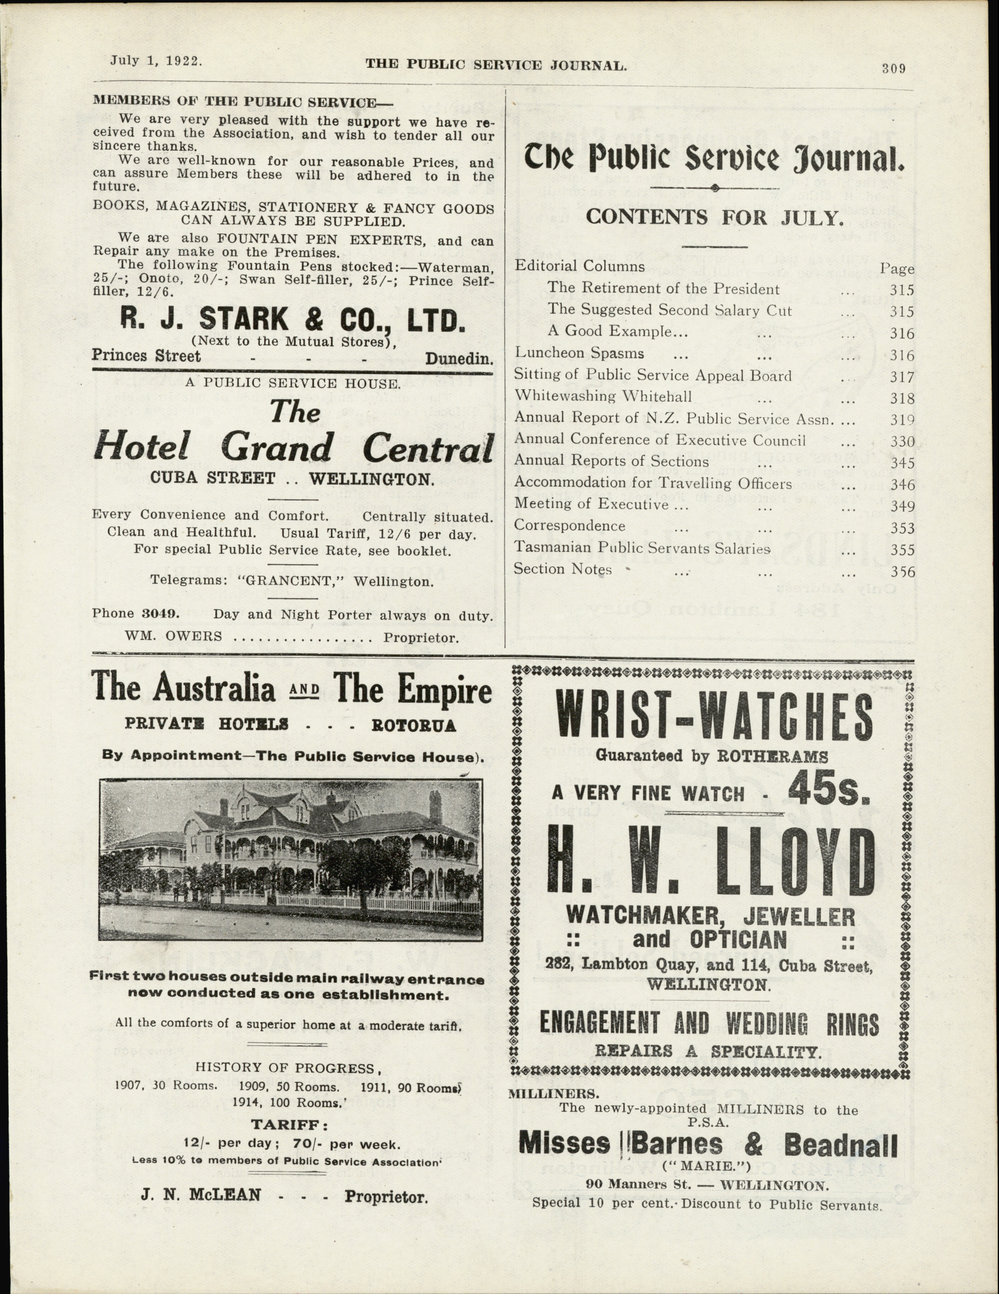 July 1, 1922.
THE PUBLIC SERVICE JOURNAL.
309
MEMBERS OF THE PUBLIC SERVICE—
We are very pleased with the support we have re-
ceived from the Association, and wish to tender all our
sincere thanks.
We are well-known for our reasonable Prices, and
can assure Members these will be adhered to in the
future.
BOOKS, MAGAZINES, STATIONERY & FANCY GOODS
CAN ALWAYS BE SUPPLIED.
We are also FOUNTAIN PEN EXPERTS, and can
Repair any make on the Premises.
The following Fountain Pens stocked:—Waterman,
25/-; Onoto, 20/-; Swan Self-filler, 25/-; Prince Self-
filler, 12/6.
R. J. STARK & CO., LTD.
(Next to the Mutual Stores),
Princes Street - - - Dunedin.
A PUBLIC SERVICE HOUSE.
The
Hotel Grand Central
CUBA STREET .. WELLINGTON.
Every Convenience and Comfort. Centrally situated.
Clean and Healthful. Usual Tariff, 12/6 per day.
For special Public Service Rate, see booklet.
Telegrams: "GRANCENT," Wellington.
Phone 3049. Day and Night Porter always on duty.
WM. OWERS ................. Proprietor.
The Public Service Journal.
CONTENTS FOR JULY.
Editorial Columns Page
The Retirement of the President ... 315
The Suggested Second Salary Cut ... 315
A Good Example... ... ... 316
Luncheon Spasms ... ... ... 316
Sitting of Public Service Appeal Board ... 317
Whitewashing Whitehall ... ... 318
Annual Report of N.Z. Public Service Assn. ... 319
Annual Conference of Executive Council ... 330
Annual Reports of Sections ... ... 345
Accommodation for Travelling Officers ... 346
Meeting of Executive ... ... ... 349
Correspondence ... ... ... 353
Tasmanian Public Servants Salaries ... 355
Section Notes ... ... ... 356
The Australia AND The Empire
PRIVATE HOTELS - - - ROTORUA
By Appointment—The Public Service House).
First two houses outside main railway entrance
now conducted as one establishment.
All the comforts of a superior home at a moderate tariff.
HISTORY OF PROGRESS,
1907, 30 Rooms. 1909, 50 Rooms. 1911, 90 Rooms;
1914, 100 Rooms.'
TARIFF:
12/- per day; 70/- per week.
Less 10% to members of Public Service Association'
J. N. McLEAN - - - Proprietor.
WRIST-WATCHES
Guaranteed by ROTHERAMS
A VERY FINE WATCH - 45s.
H. W. LLOYD
WATCHMAKER, JEWELLER
:: and OPTICIAN ::
282, Lambton Quay, and 114, Cuba Street,
WELLINGTON.
ENGAGEMENT AND WEDDING RINGS
REPAIRS A SPECIALITY.
MILLINERS.
The newly-appointed MILLINERS to the
P.S.A.
Misses Barnes & Beadnall
("MARIE.")
90 Manners St. — WELLINGTON.
Special 10 per cent. Discount to Public Servants.